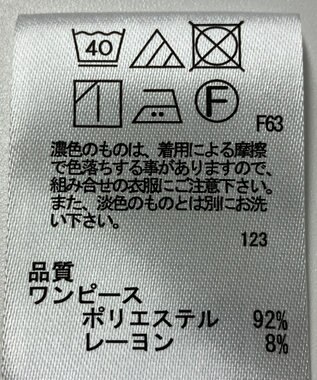 40
F
F63
濃色のものは、着用による摩擦
で色落ちする事がありますので、
組み合せの衣服にご注意下さい。
また、淡色のものとは別にお洗
い下さい。
123
品質
ワンピース
ポリエステル 92%
レーヨン 8%